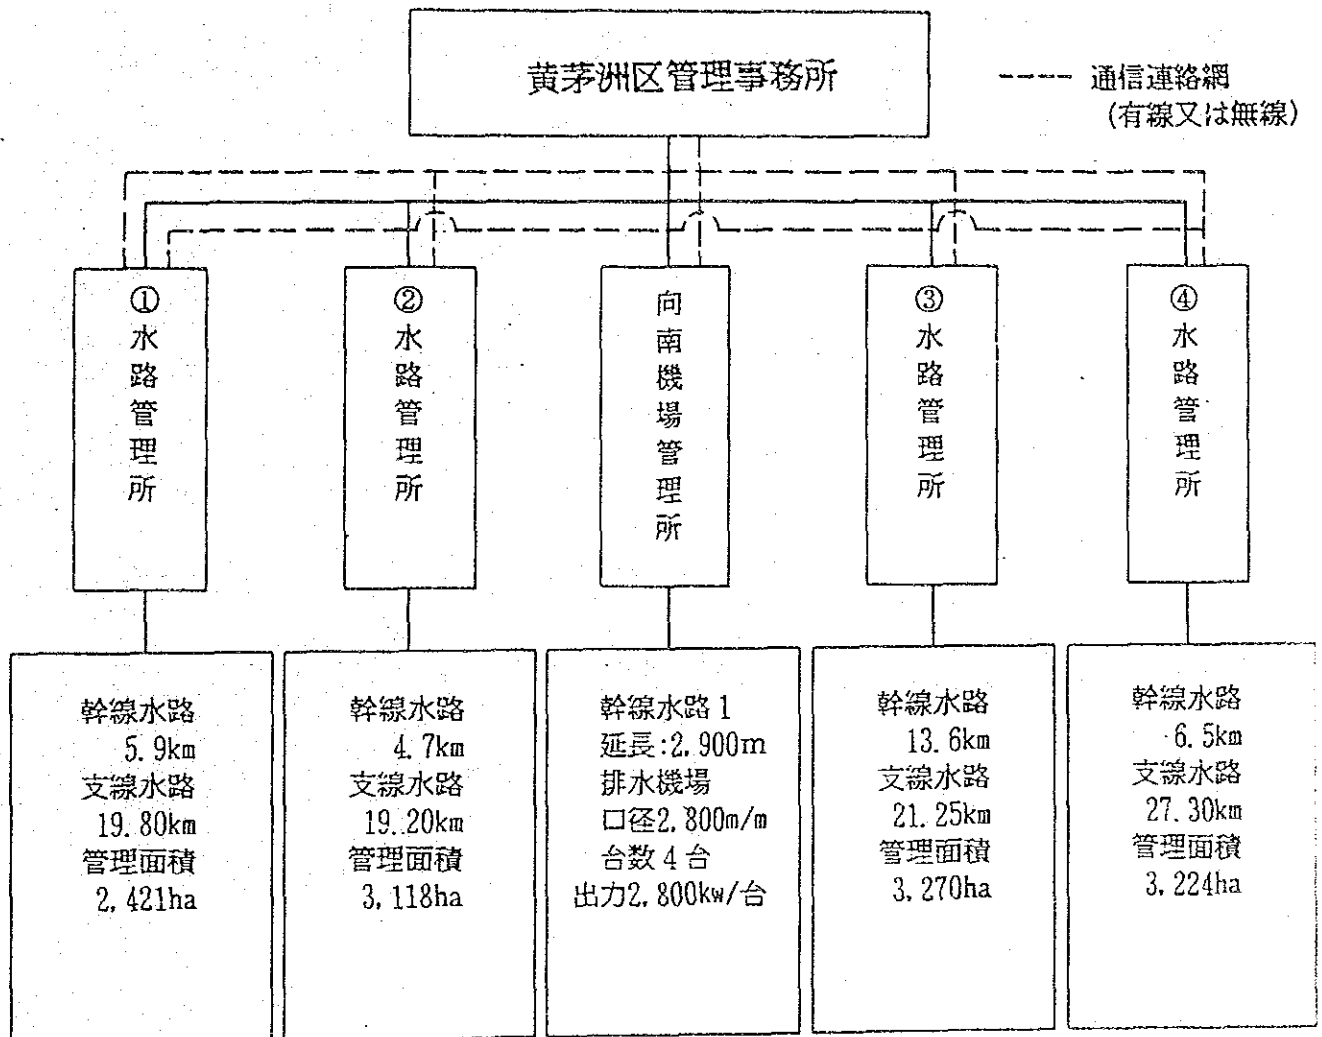 黄茅洲区管理事務所
---- 通信連絡網
(有線又は無線)
①水路管理所
②水路管理所
向南機場管理所
③水路管理所
④水路管理所
幹線水路
5.9km
支線水路
19.80km
管理面積
2,421ha
幹線水路
4.7km
支線水路
19.20km
管理面積
3,118ha
幹線水路1
延長:2.900m
排水機場
口径2,800m/m
台数4台
出力2,800kw/台
幹線水路
13.6km
支線水路
21.25km
管理面積
3,270ha
幹線水路
6.5km
支線水路
27.30km
管理面積
3,224ha